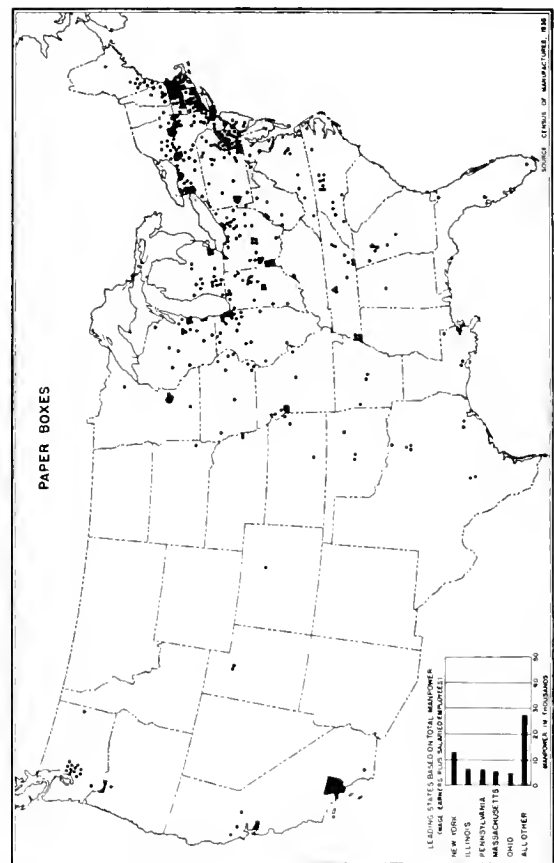 PAPER BOXES
LEADING STATES BASED ON TOTAL MANPOWER
(WAGE EARNERS PLUS SALARIED EMPLOYEES)
NEW YORK
ILLINOIS
PENNSYLVANIA
MASSACHUSETTS
OHIO
ALL OTHER
0 10 20 30 40 50
MANPOWER IN THOUSANDS
SOURCE CENSUS OF MANUFACTURES,